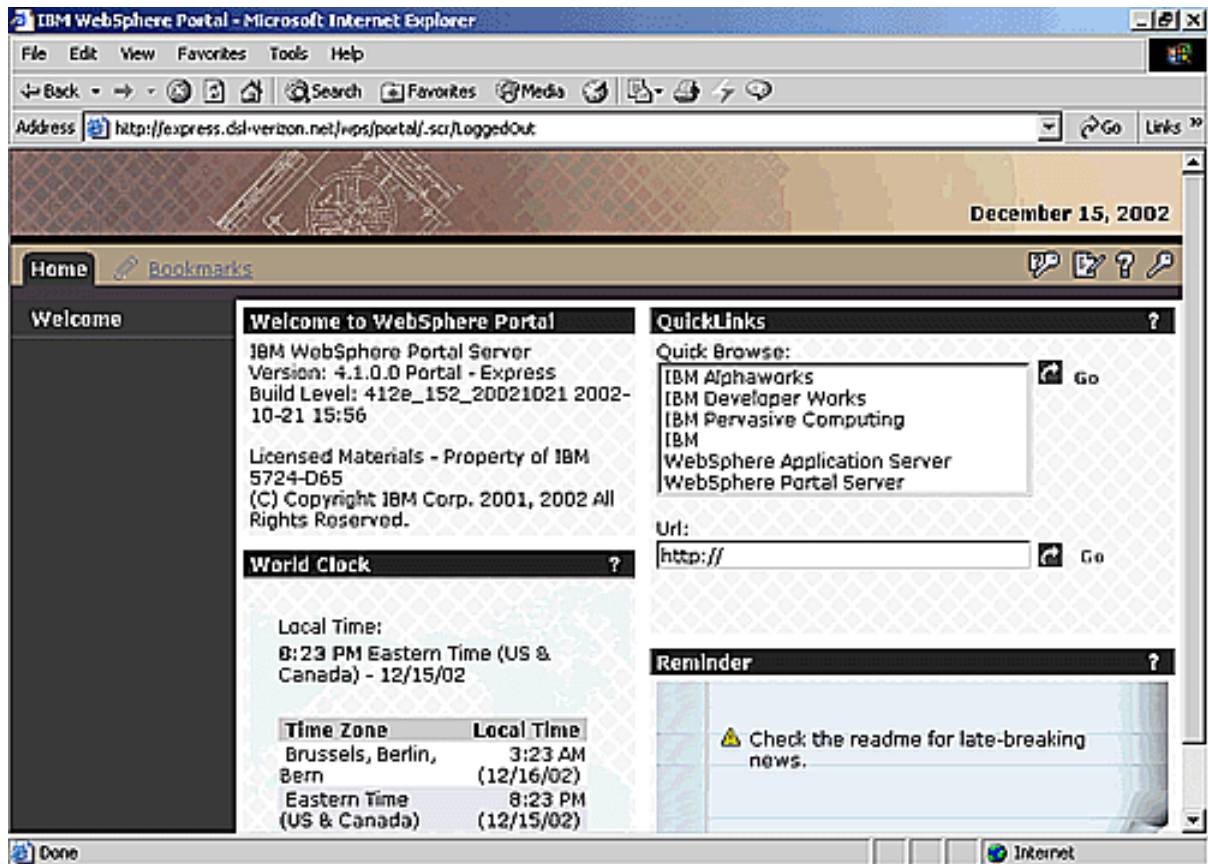 IBM WebSphere Portal - Microsoft Internet Explorer
File Edit View Favorites Tools Help
Back Search Favorites Media
Address http://express.dsl-verizon.net/wps/portal/.scr/LoggedOut Go Links »
December 15, 2002
Home Bookmarks
Welcome
Welcome to WebSphere Portal
IBM WebSphere Portal Server
Version: 4.1.0.0 Portal - Express
Build Level: 412e_152_20021021 2002-
10-21 15:56
Licensed Materials - Property of IBM
5724-D65
(C) Copyright IBM Corp. 2001, 2002 All
Rights Reserved.
World Clock ?
Local Time:
8:23 PM Eastern Time (US &
Canada) - 12/15/02
Time Zone Local Time
Brussels, Berlin, 3:23 AM
Bern (12/16/02)
Eastern Time 8:23 PM
(US & Canada) (12/15/02)
QuickLinks ?
Quick Browse:
IBM Alphaworks
IBM Developer Works
IBM Pervasive Computing
IBM
WebSphere Application Server
WebSphere Portal Server
Go
Url:
http://
Go
Reminder ?
Check the readme for late-breaking
news.
Done Internet